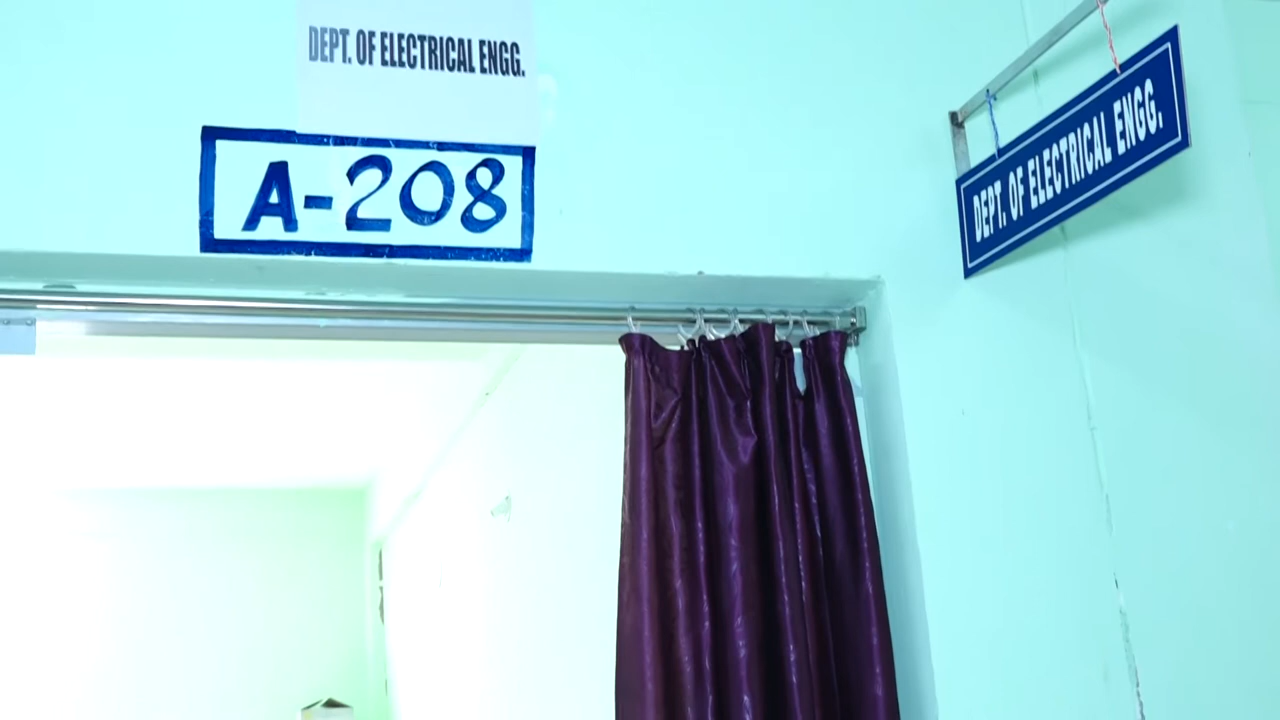 DEPT. OF ELECTRICAL ENGG.
A-208
DEPT. OF ELECTRICAL ENGG.